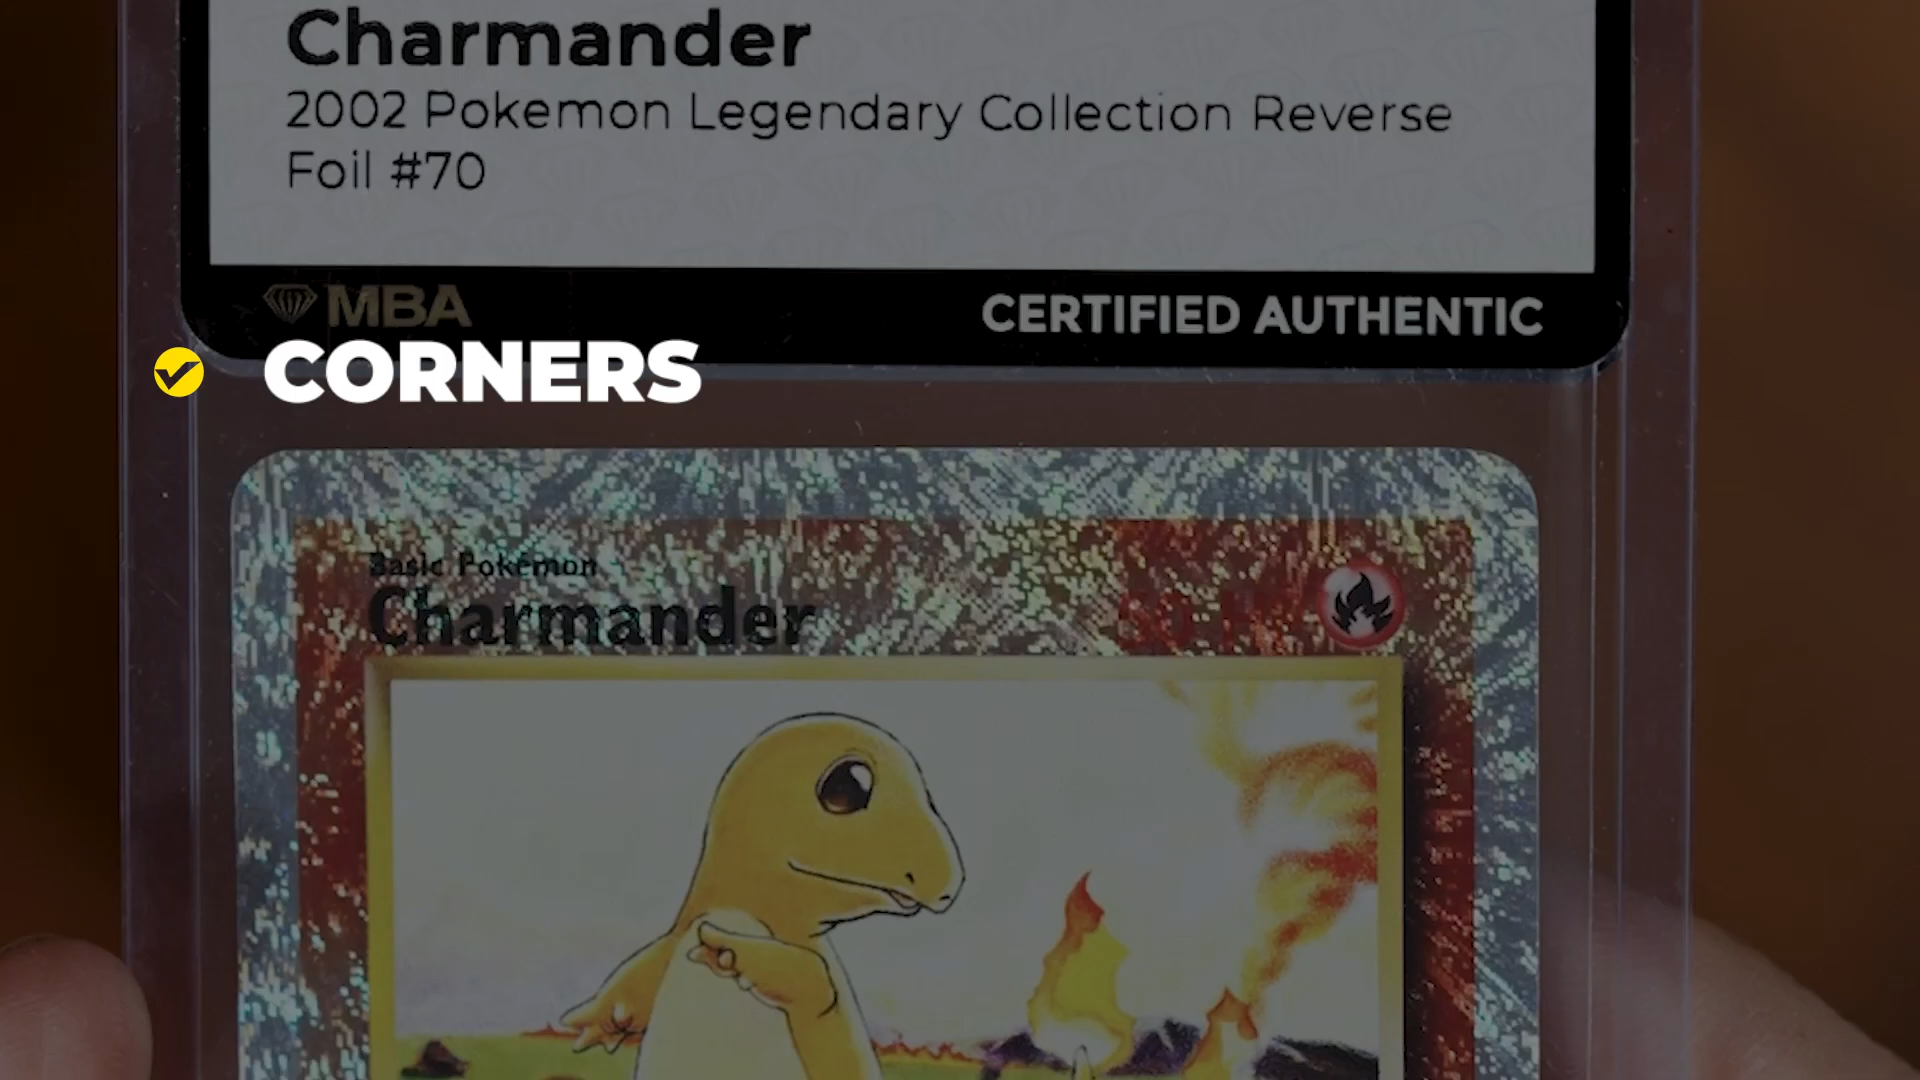 Charmander
2002 Pokemon Legendary Collection Reverse
Foil #70
MBA
CERTIFIED AUTHENTIC
CORNERS
Basic Pokémon
Charmander